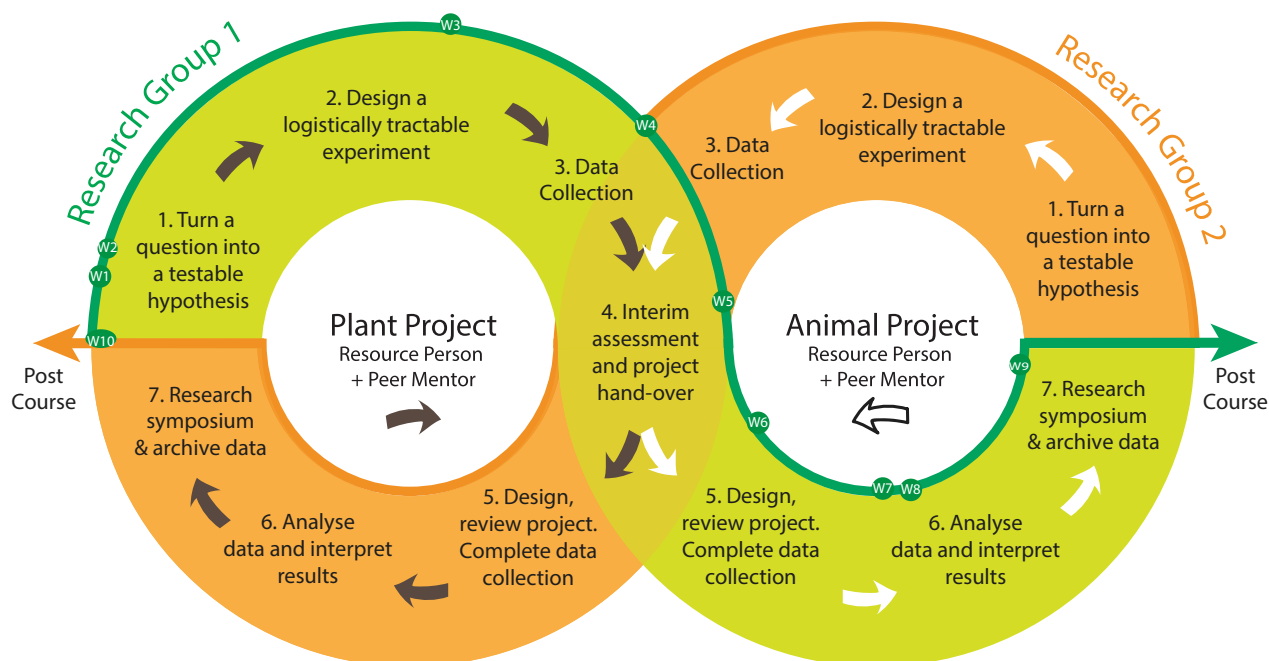 Research Group 1
Research Group 2
W3
W4
W2
W1
W10
W5
W6
W7
W8
W9
1. Turn a
question into
a testable
hypothesis
2. Design a
logistically tractable
experiment
3. Data
Collection
3. Data
Collection
2. Design a
logistically tractable
experiment
1. Turn a
question into
a testable
hypothesis
Plant Project
Resource Person
+ Peer Mentor
4. Interim
assessment
and project
hand-over
Animal Project
Resource Person
+ Peer Mentor
Post
Course
7. Research
symposium
& archive data
6. Analyse
data and interpret
results
5. Design,
review project.
Complete data
collection
5. Design,
review project.
Complete data
collection
6. Analyse
data and interpret
results
7. Research
symposium
& archive data
Post
Course